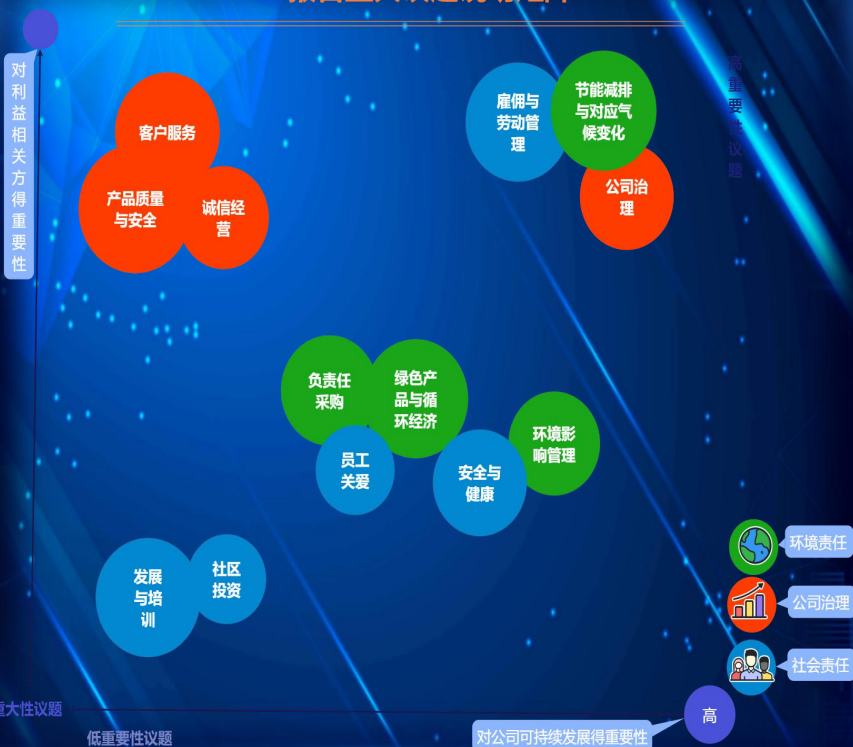 对利益相关方得重要性
客户服务
产品质量
与安全
诚信经
营
雇佣与
劳动管
理
节能减排
与对应气
候变化
公司治
理
高重要性议题
负责任
采购
绿色产
品与循
环经济
员工
关爱
安全与
健康
环境影
响管理
发展
与培
训
社区
投资
环境责任
公司治理
社会责任
重大性议题
低重要性议题
对公司可持续发展得重要性
高